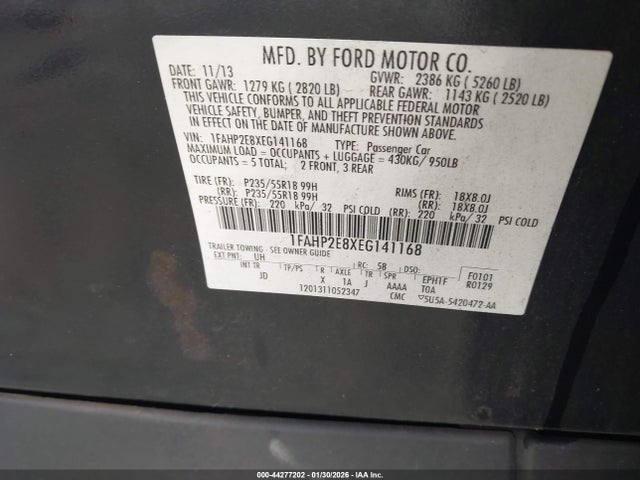 MFD. BY FORD MOTOR CO.
DATE: 11/13 GVWR: 2386 KG ( 5260 LB)
FRONT GAWR: 1279 KG ( 2820 LB) REAR GAWR: 1143 KG ( 2520 LB)
THIS VEHICLE CONFORMS TO ALL APPLICABLE FEDERAL MOTOR
VEHICLE SAFETY, BUMPER, AND THEFT PREVENTION STANDARDS
IN EFFECT ON THE DATE OF MANUFACTURE SHOWN ABOVE.
VIN: 1FAHP2E8XEG141168 TYPE: Passenger Car
MAXIMUM LOAD = OCCUPANTS + LUGGAGE = 430KG/ 950LB
OCCUPANTS = 5 TOTAL; 2 FRONT, 3 REAR
TIRE (FR): P235/55R18 99H RIMS (FR): 18X8.0J
(RR): P235/55R18 99H (RR): 18X8.0J
PRESSURE (FR): 220 kPa/ 32 PSI COLD (RR): 220 kPa/ 32 PSI COLD
1FAHP2E8XEG141168
TRAILER TOWING - SEE OWNER GUIDE
EXT PNT: UH RC: 58 DSO: F0101
INT TR TP/PS R AXLE TR SPR EPHTF R0129
JD X 1A J AAAA T0A
1201311052347 CMC 5U5A-5420472-AA
000-44277202 | 01/30/2026 - IAA Inc.